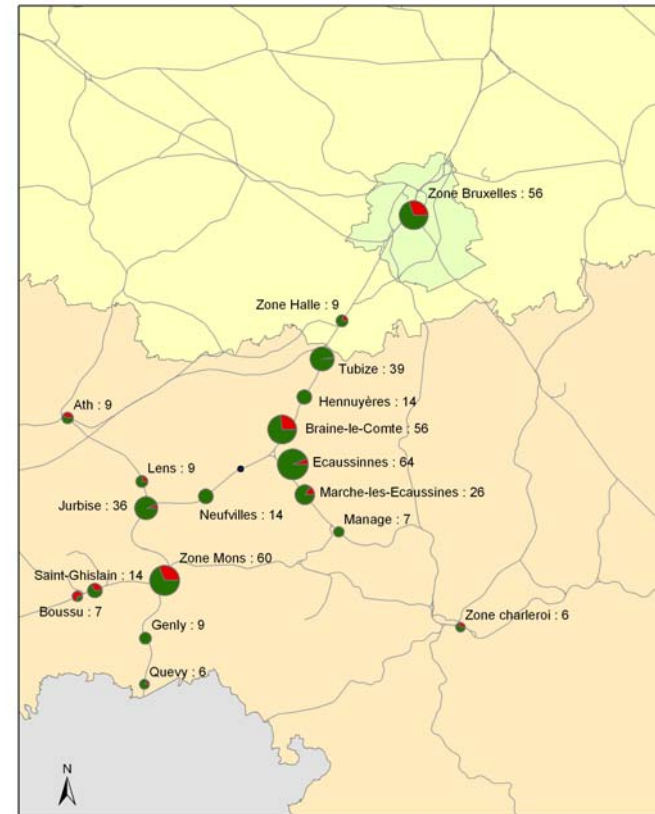 Zone Bruxelles : 56
Zone Halle : 9
Tubize : 39
Hennuyères : 14
Ath : 9
Braine-le-Comte : 56
Ecaussinnes : 64
Lens : 9
Marche-les-Ecaussines : 26
Jurbise : 36
Neufvilles : 14
Manage : 7
Zone Mons : 60
Saint-Ghislain : 14
Boussu : 7
Zone charleroi : 6
Genly : 9
Quevy : 6
N